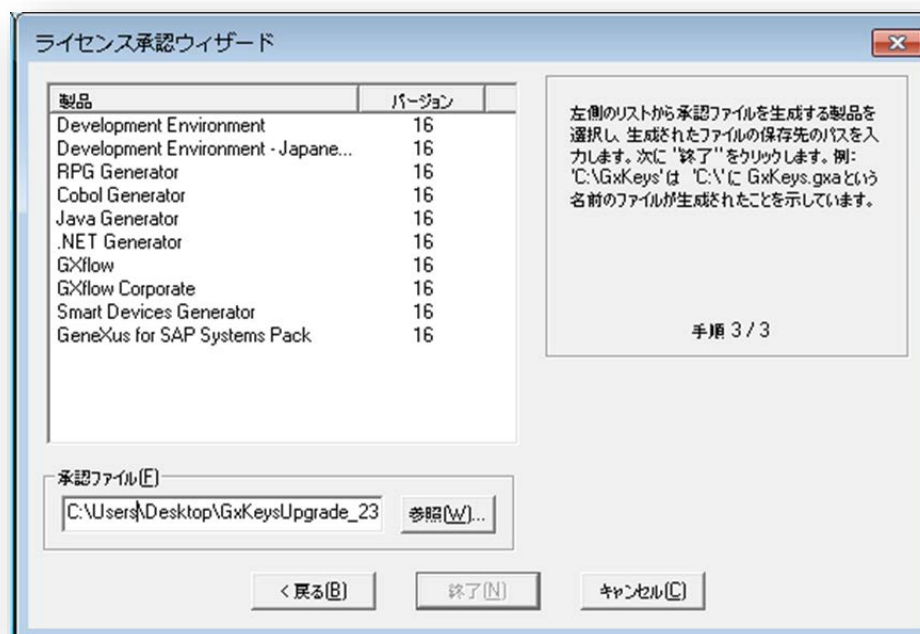 ライセンス承認ウィザード
製品 バージョン
Development Environment 16
Development Environment - Japane... 16
RPG Generator 16
Cobol Generator 16
Java Generator 16
.NET Generator 16
GXflow 16
GXflow Corporate 16
Smart Devices Generator 16
GeneXus for SAP Systems Pack 16
左側のリストから承認ファイルを生成する製品を
選択し、生成されたファイルの保存先のパスを入
力します。次に "終了" をクリックします。例:
'C:\GxKeys'は 'C:\'に GxKeys.gxaという
名前のファイルが生成されたことを示しています。
手順 3 / 3
承認ファイル(F)
C:\Users\Desktop\GxKeysUpgrade_23
参照(W)...
< 戻る(B) 終了(N) キャンセル(C)